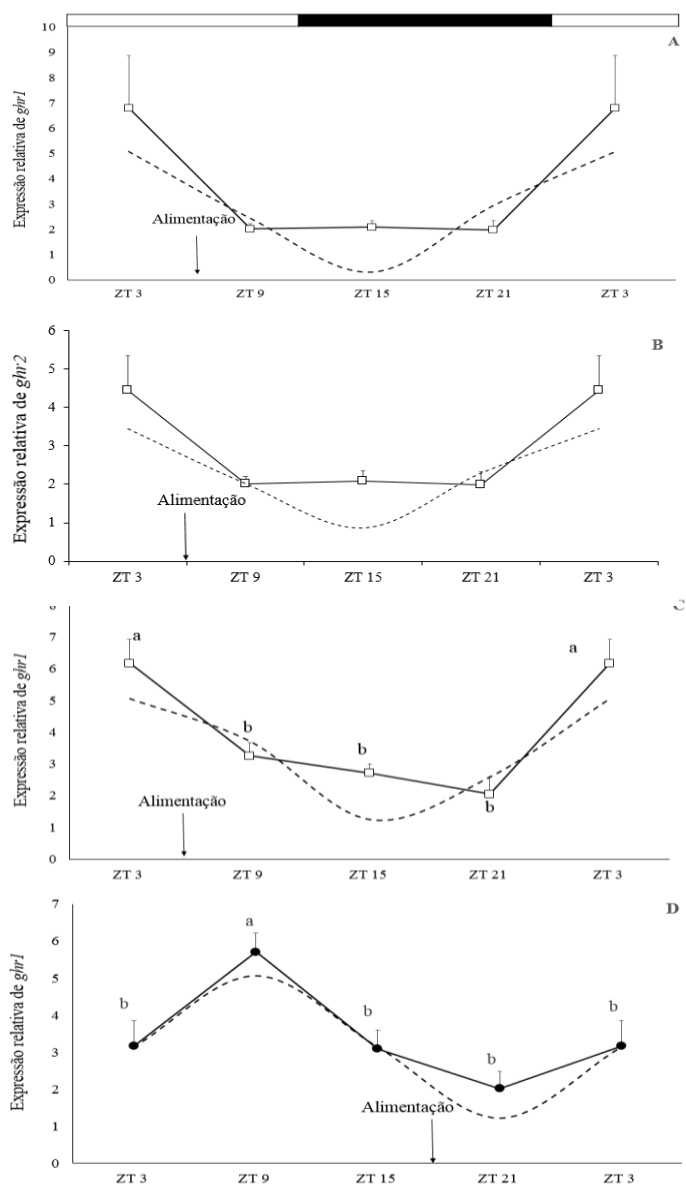 A
10
9
8
7
6
5
4
3
2
1
0
Expressão relativa de ghr1
Alimentação
ZT 3 ZT 9 ZT 15 ZT 21 ZT 3
B
6
5
4
3
2
1
0
Expressão relativa de ghr2
Alimentação
ZT 3 ZT 9 ZT 15 ZT 21 ZT 3
C
8
7
6
5
4
3
2
1
0
Expressão relativa de ghr1
a
b
b
b
a
Alimentação
ZT 3 ZT 9 ZT 15 ZT 21 ZT 3
D
7
6
5
4
3
2
1
0
Expressão relativa de ghr1
b
a
b
b
b
Alimentação
ZT 3 ZT 9 ZT 15 ZT 21 ZT 3